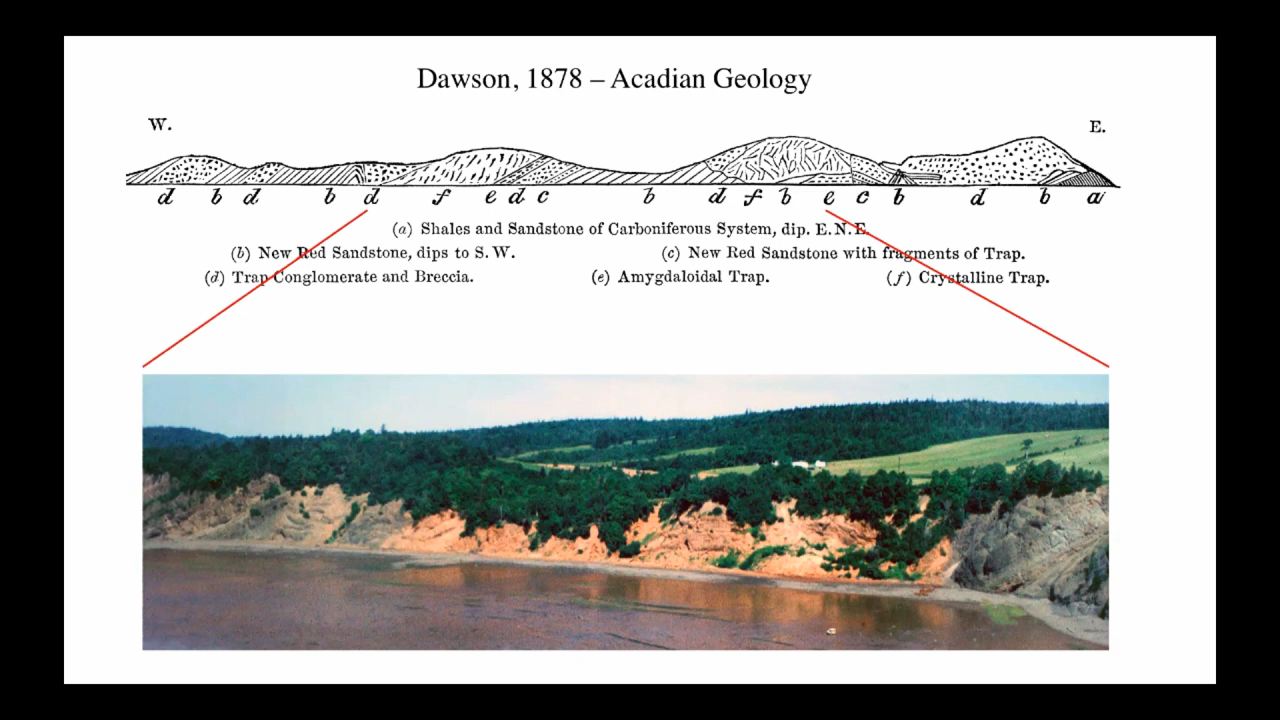 Dawson, 1878 – Acadian Geology
W. E.
d b d b d f e d c b d f b e c b d b a
(a) Shales and Sandstone of Carboniferous System, dip. E.N.E.
(b) New Red Sandstone, dips to S.W. (c) New Red Sandstone with fragments of Trap.
(d) Trap Conglomerate and Breccia. (e) Amygdaloidal Trap. (f) Crystalline Trap.